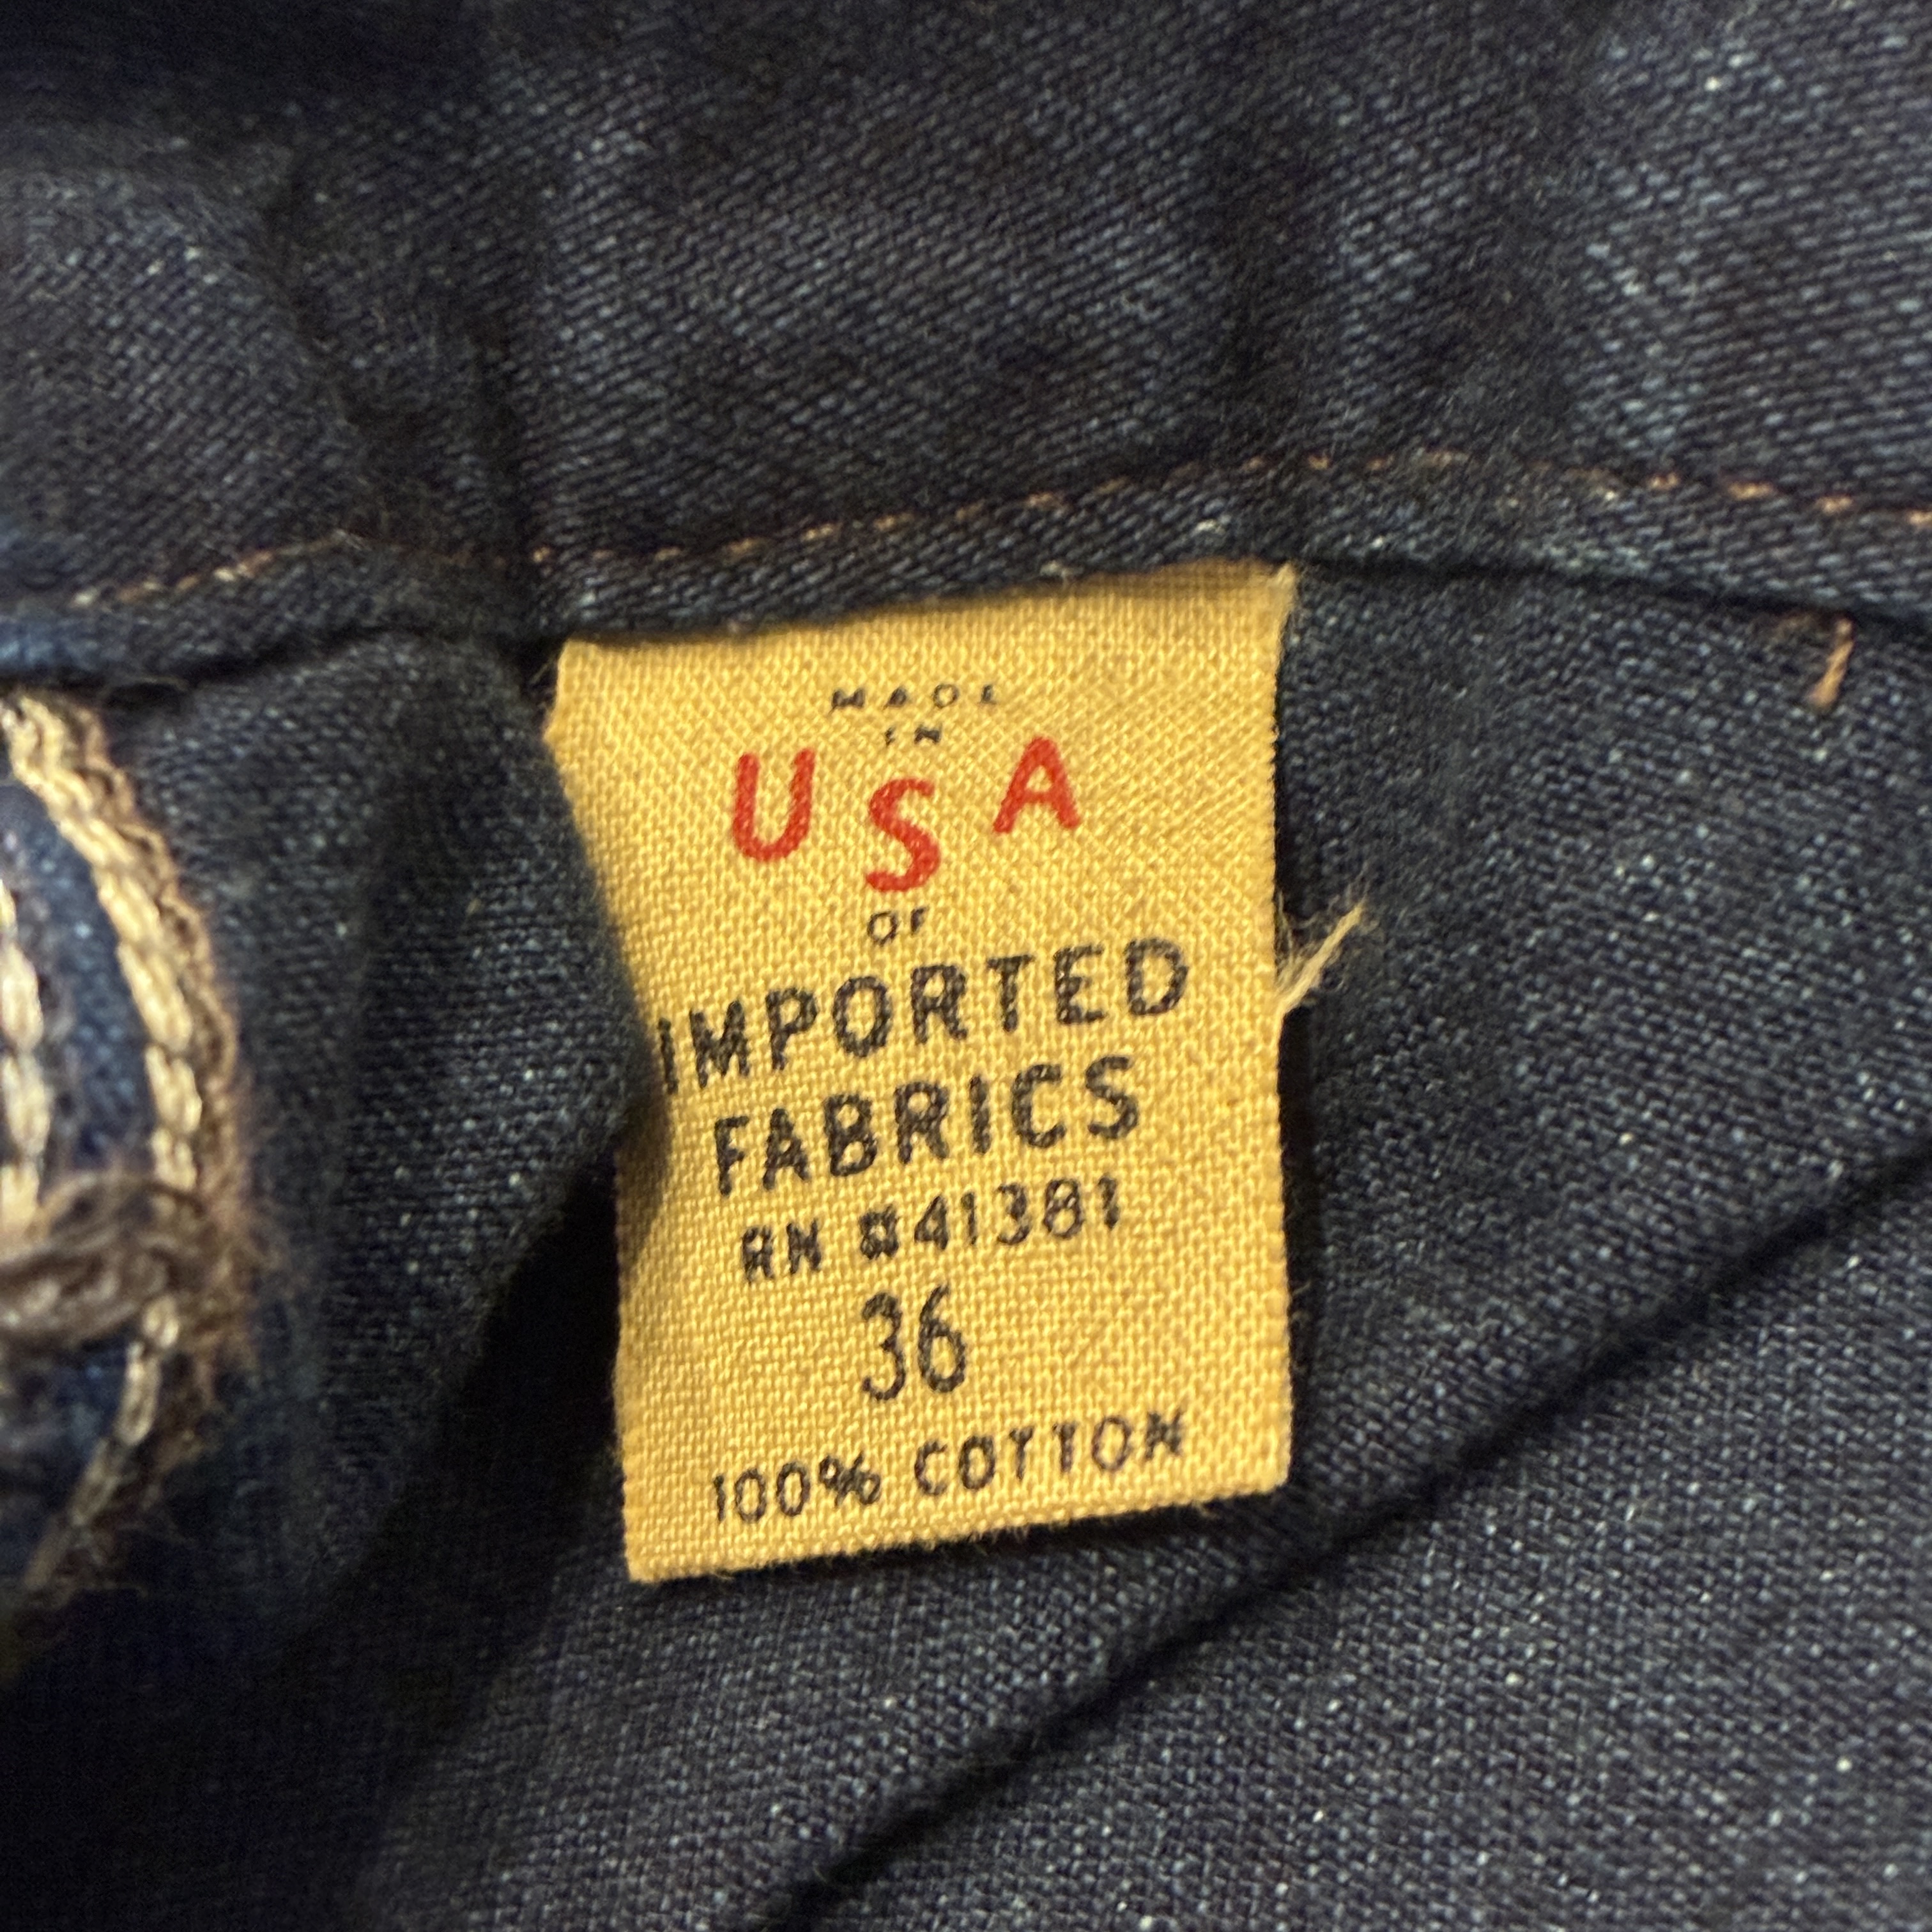 MADE
IN
USA
OF
IMPORTED
FABRICS
RN #41381
36
100% COTTON